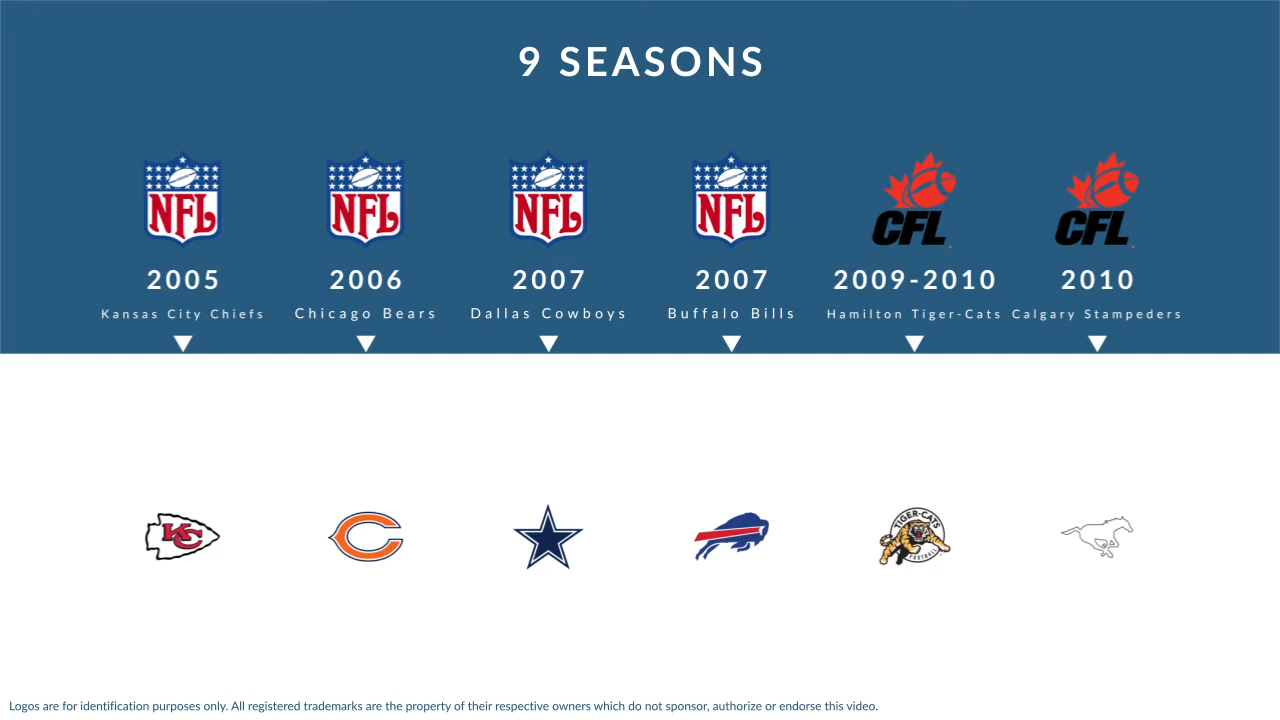 9 SEASONS
NFL NFL NFL NFL CFL CFL
2005 2006 2007 2007 2009-2010 2010
Kansas City Chiefs Chicago Bears Dallas Cowboys Buffalo Bills Hamilton Tiger-Cats Calgary Stampeders
KC C TIGER-CATS FOOTBALL
Logos are for identification purposes only. All registered trademarks are the property of their respective owners which do not sponsor, authorize or endorse this video.